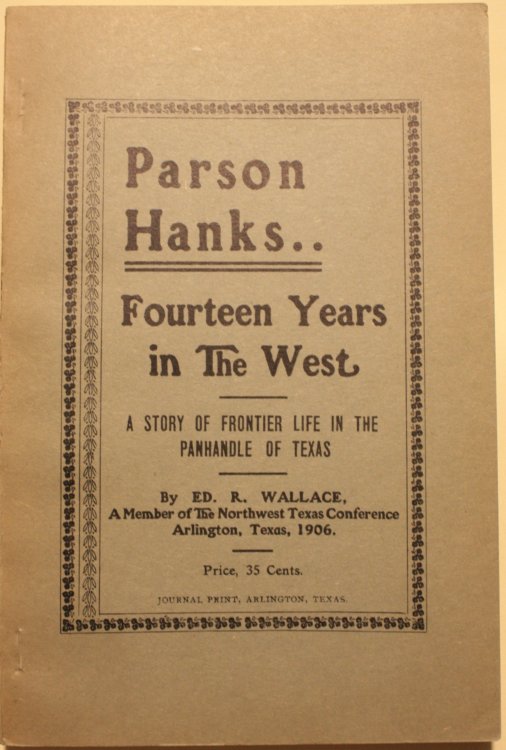 Parson
Hanks..
Fourteen Years
in The West
A STORY OF FRONTIER LIFE IN THE
PANHANDLE OF TEXAS
By ED. R. WALLACE,
A Member of The Northwest Texas Conference
Arlington, Texas, 1906.
Price, 35 Cents.
JOURNAL PRINT, ARLINGTON, TEXAS.